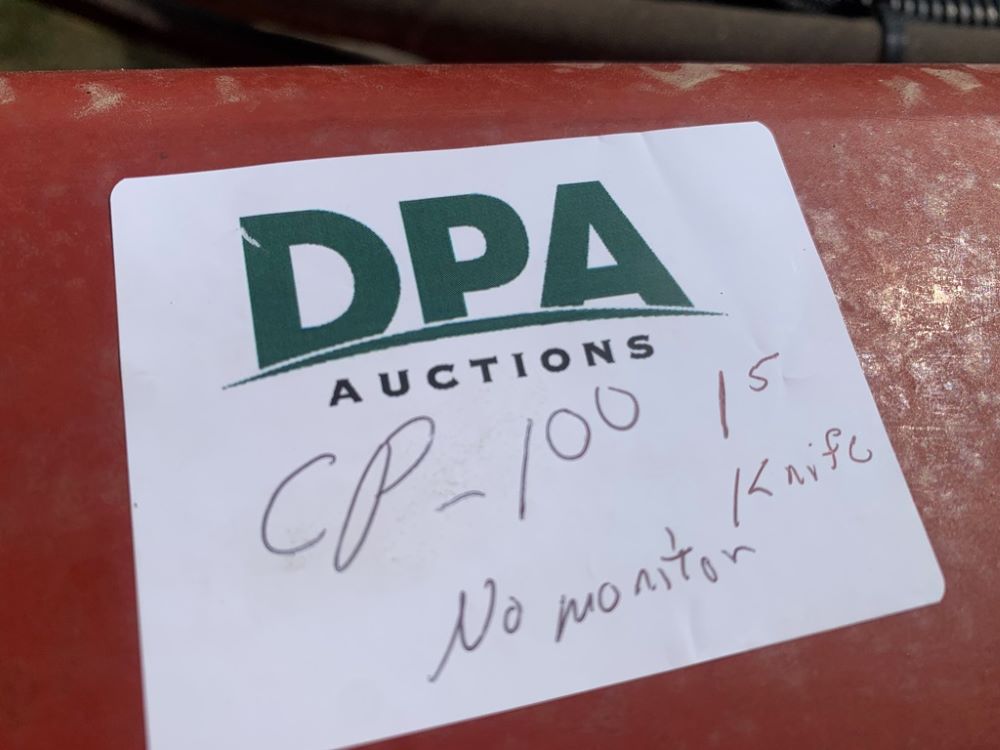 DPA
AUCTIONS
CP-100 15
Knife
No monitor